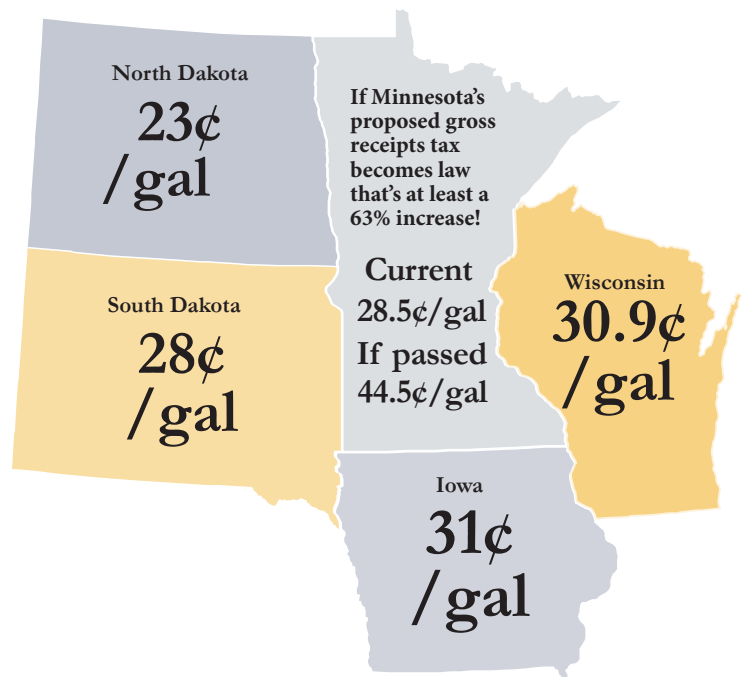 North Dakota
23¢
/gal
If Minnesota's
proposed gross
receipts tax
becomes law
that's at least a
63% increase!
Current
28.5¢/gal
If passed
44.5¢/gal
South Dakota
28¢
/gal
Wisconsin
30.9¢
/gal
Iowa
31¢
/gal